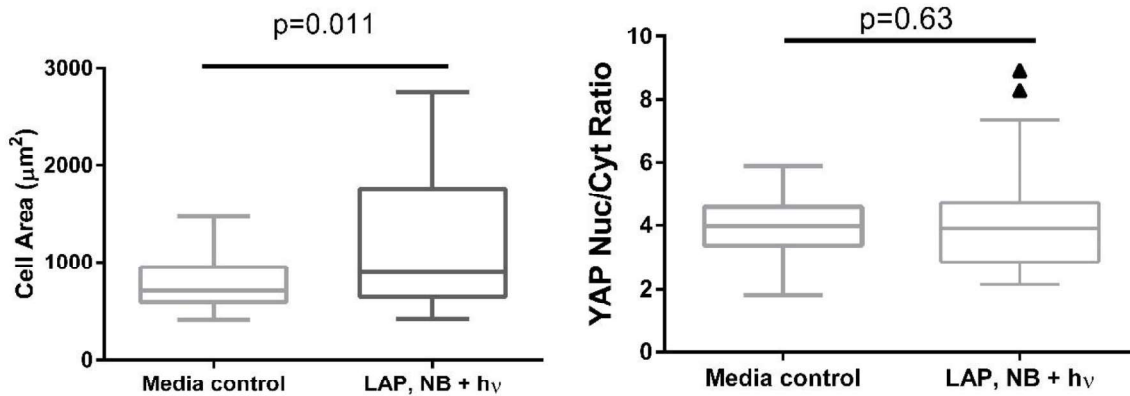 p=0.011
3000
2000
1000
0
Cell Area (μm²)
Media control
LAP, NB + hν
p=0.63
10
8
6
4
2
0
YAP Nuc/Cyt Ratio
Media control
LAP, NB + hν